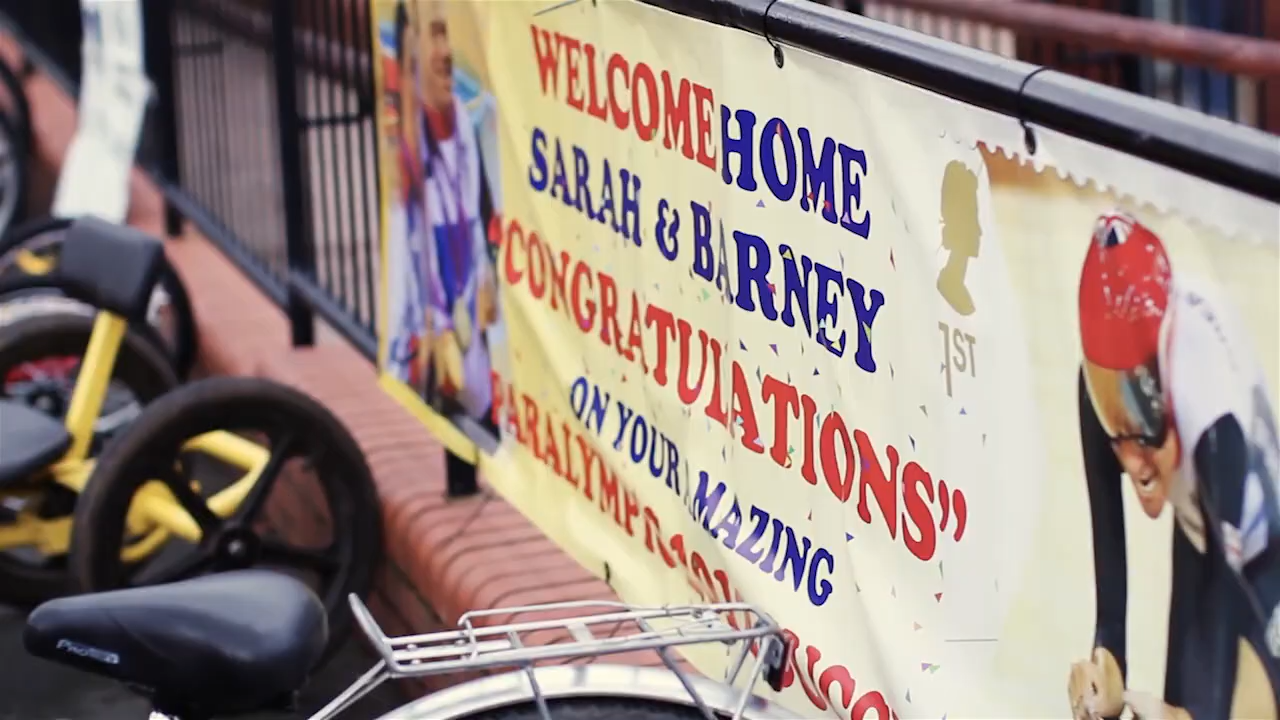 WELCOME HOME
SARAH & BARNEY
"CONGRATULATIONS"
ON YOUR AMAZING
1ST